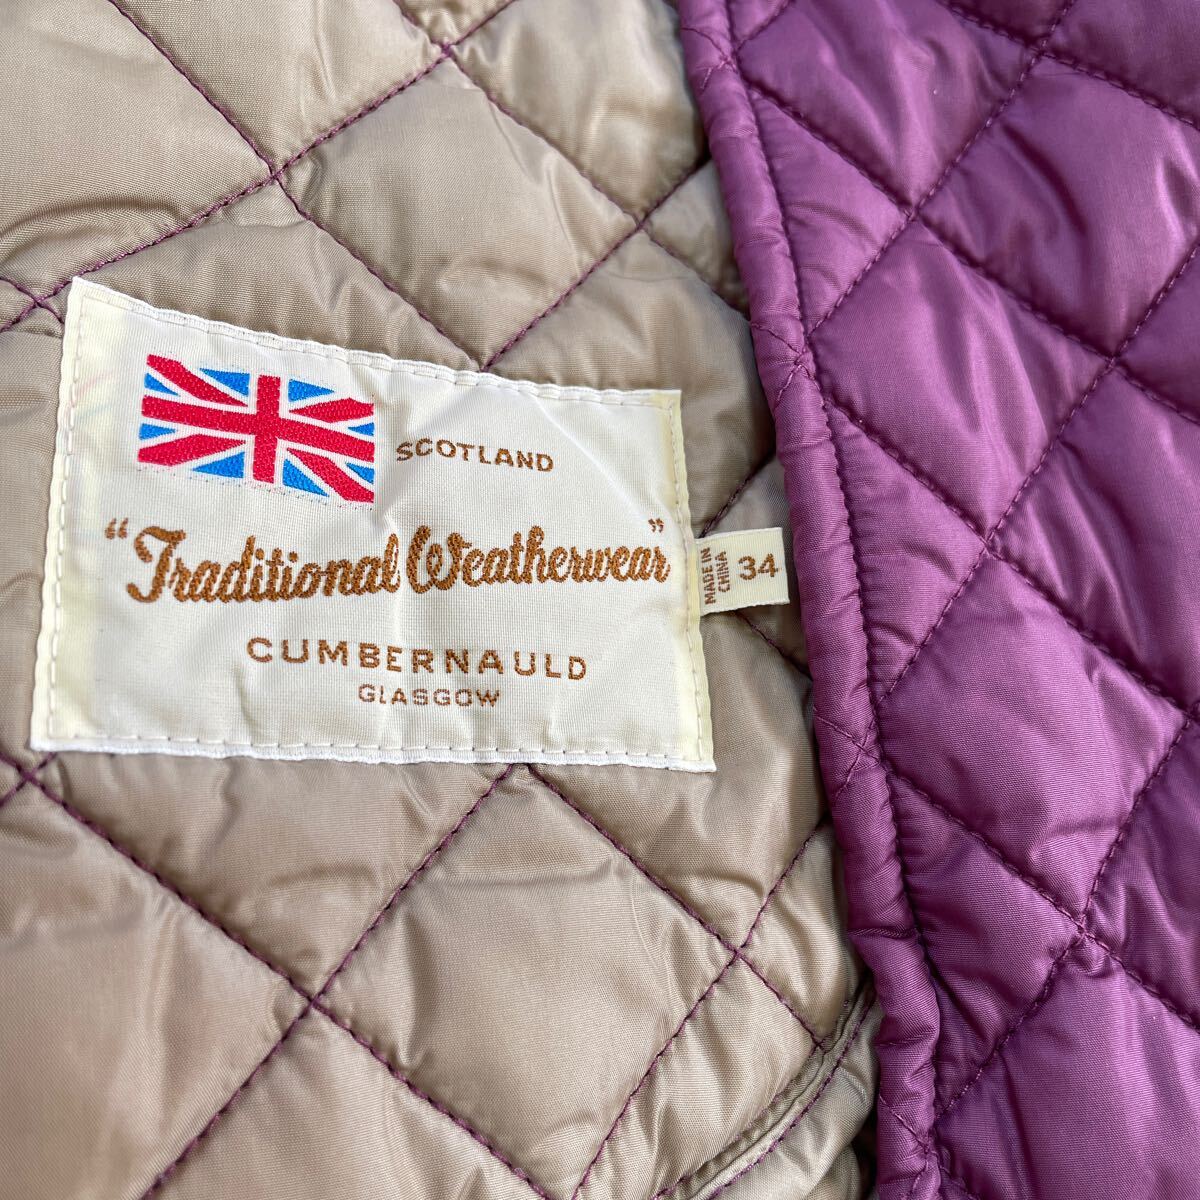 SCOTLAND
"Traditional Weatherwear"
CUMBERNAULD
GLASGOW
MADE IN
CHINA
34